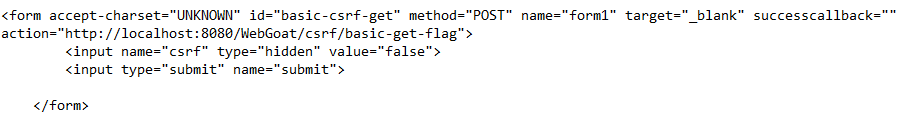 <form accept-charset="UNKNOWN" id="basic-csrf-get" method="POST" name="form1" target="_blank" successcallback=""
action="http://localhost:8080/WebGoat/csrf/basic-get-flag">
<input name="csrf" type="hidden" value="false">
<input type="submit" name="submit">
</form>